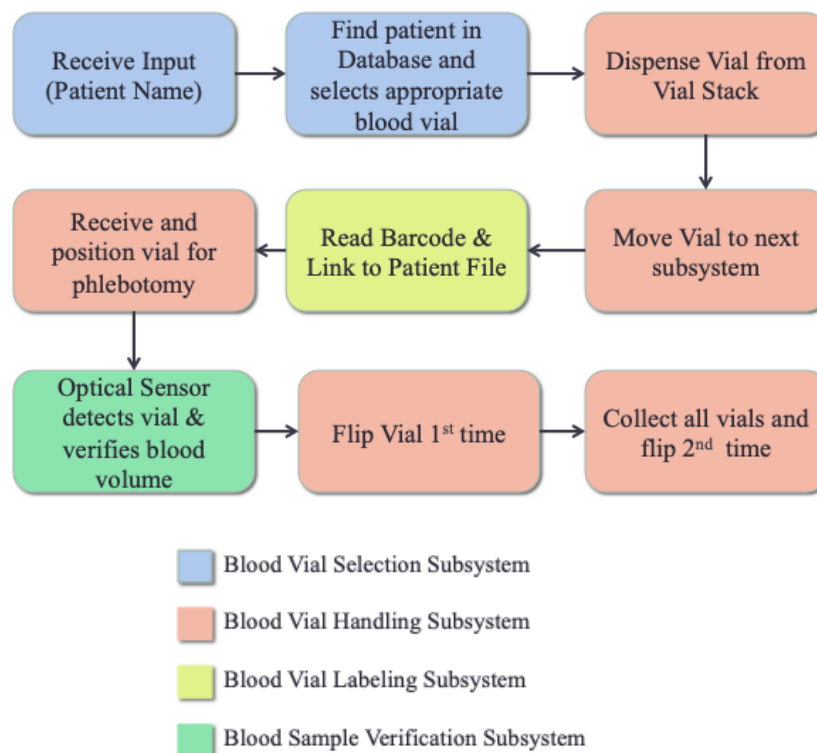 Receive Input
(Patient Name)
Find patient in
Database and
selects appropriate
blood vial
Dispense Vial from
Vial Stack
Receive and
position vial for
phlebotomy
Read Barcode &
Link to Patient File
Move Vial to next
subsystem
Optical Sensor
detects vial &
verifies blood
volume
Flip Vial 1st time
Collect all vials and
flip 2nd time
Blood Vial Selection Subsystem
Blood Vial Handling Subsystem
Blood Vial Labeling Subsystem
Blood Sample Verification Subsystem